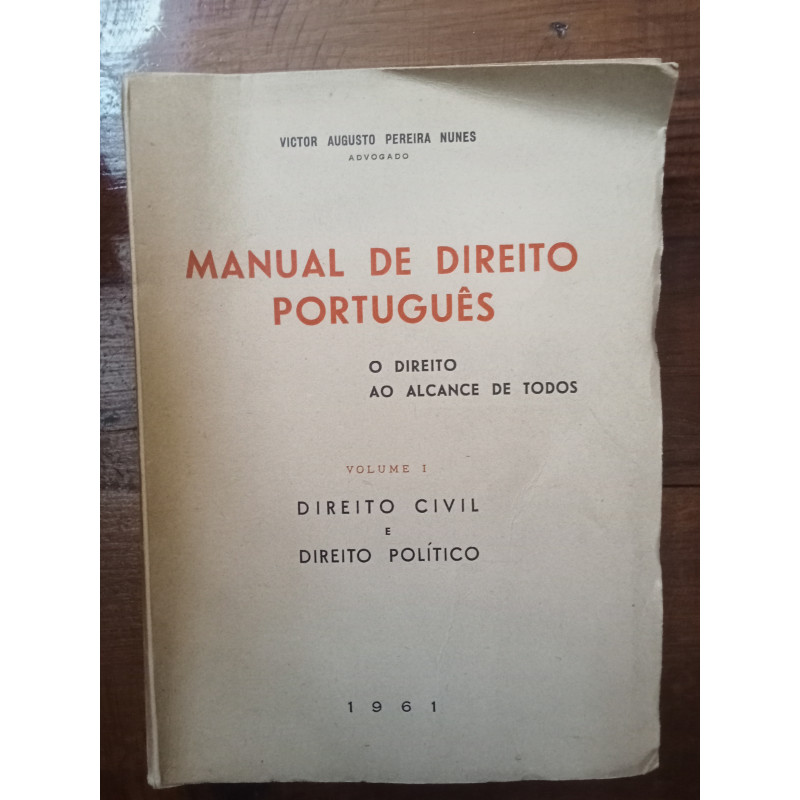 VICTOR AUGUSTO PEREIRA NUNES
ADVOGADO
MANUAL DE DIREITO
PORTUGUÊS
O DIREITO
AO ALCANCE DE TODOS
VOLUME I
DIREITO CIVIL
E
DIREITO POLÍTICO
1961